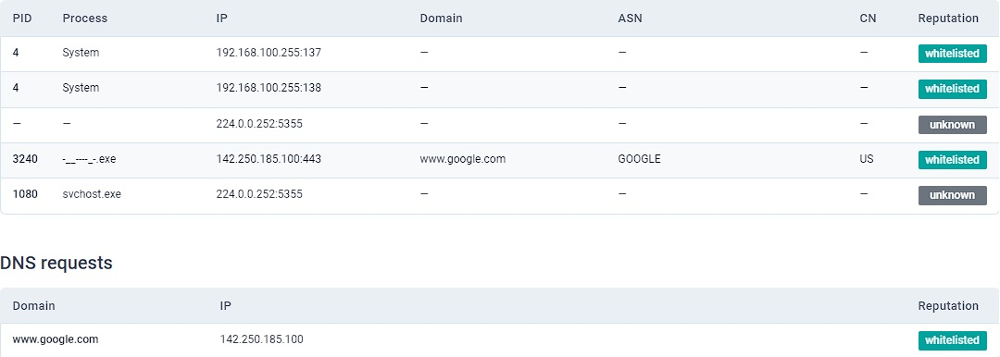 PID Process IP Domain ASN CN Reputation
4 System 192.168.100.255:137 — — — whitelisted
4 System 192.168.100.255:138 — — — whitelisted
— — 224.0.0.252:5355 — — — unknown
3240 -__----_-.exe 142.250.185.100:443 www.google.com GOOGLE US whitelisted
1080 svchost.exe 224.0.0.252:5355 — — — unknown
DNS requests
Domain IP Reputation
www.google.com 142.250.185.100 whitelisted